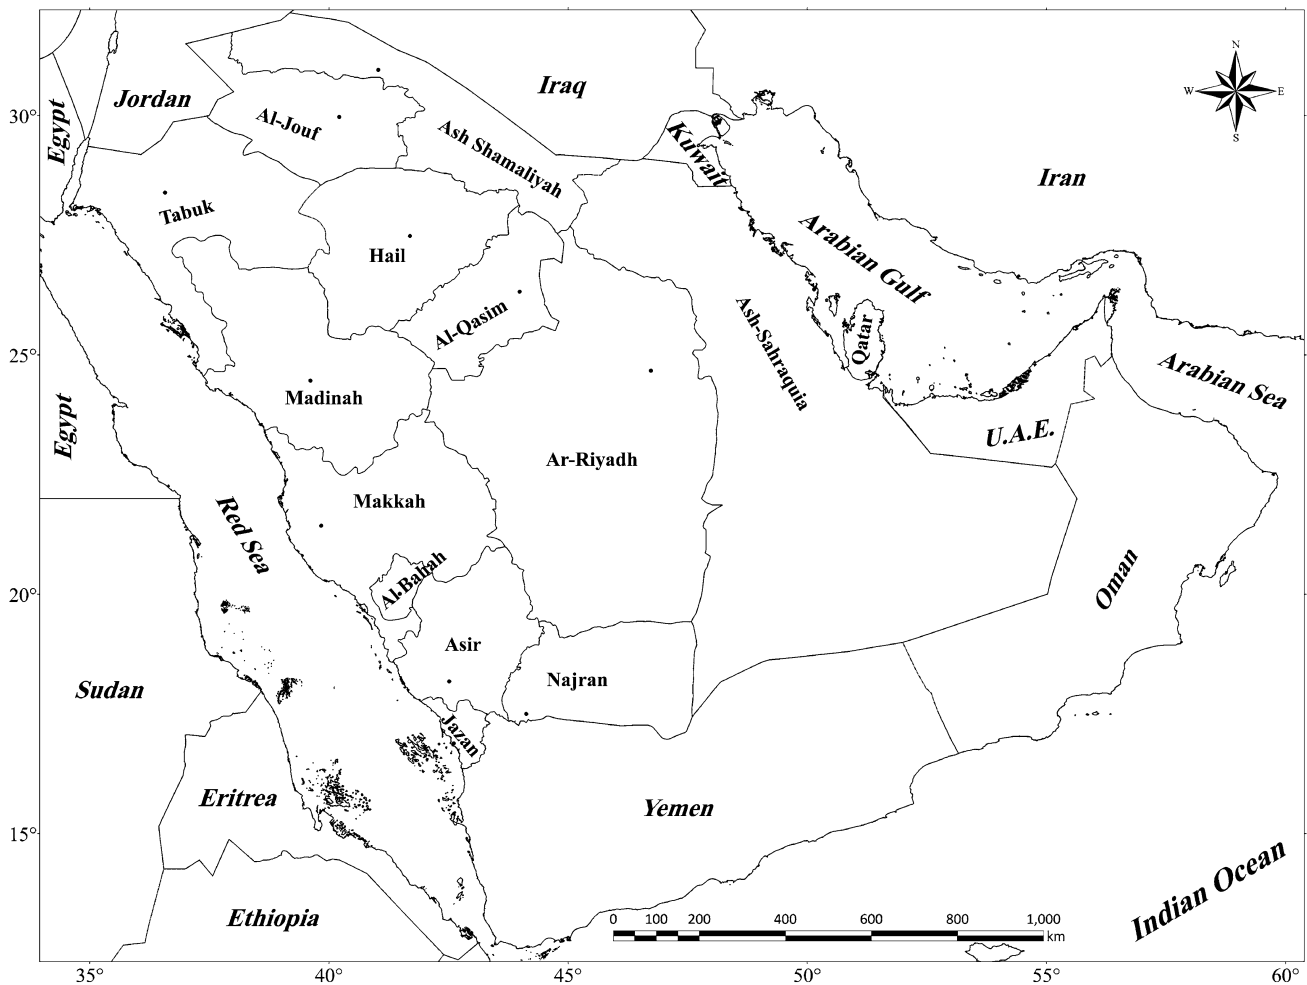 N
W
E
S
30°
25°
20°
15°
Jordan
Iraq
Egypt
Al-Jouf
Ash Shamaliyah
Kuwait
Iran
Tabuk
Hail
Arabian Gulf
Al-Qasim
Ash-Sahraquia
Qatar
Arabian Sea
Madinah
Egypt
U.A.E.
Ar-Riyadh
Makkah
Red Sea
Al.Bahah
Oman
Asir
Najran
Sudan
Jazan
Eritrea
Yemen
Indian Ocean
Ethiopia
0 100 200 400 600 800 1,000
km
35° 40° 45° 50° 55° 60°